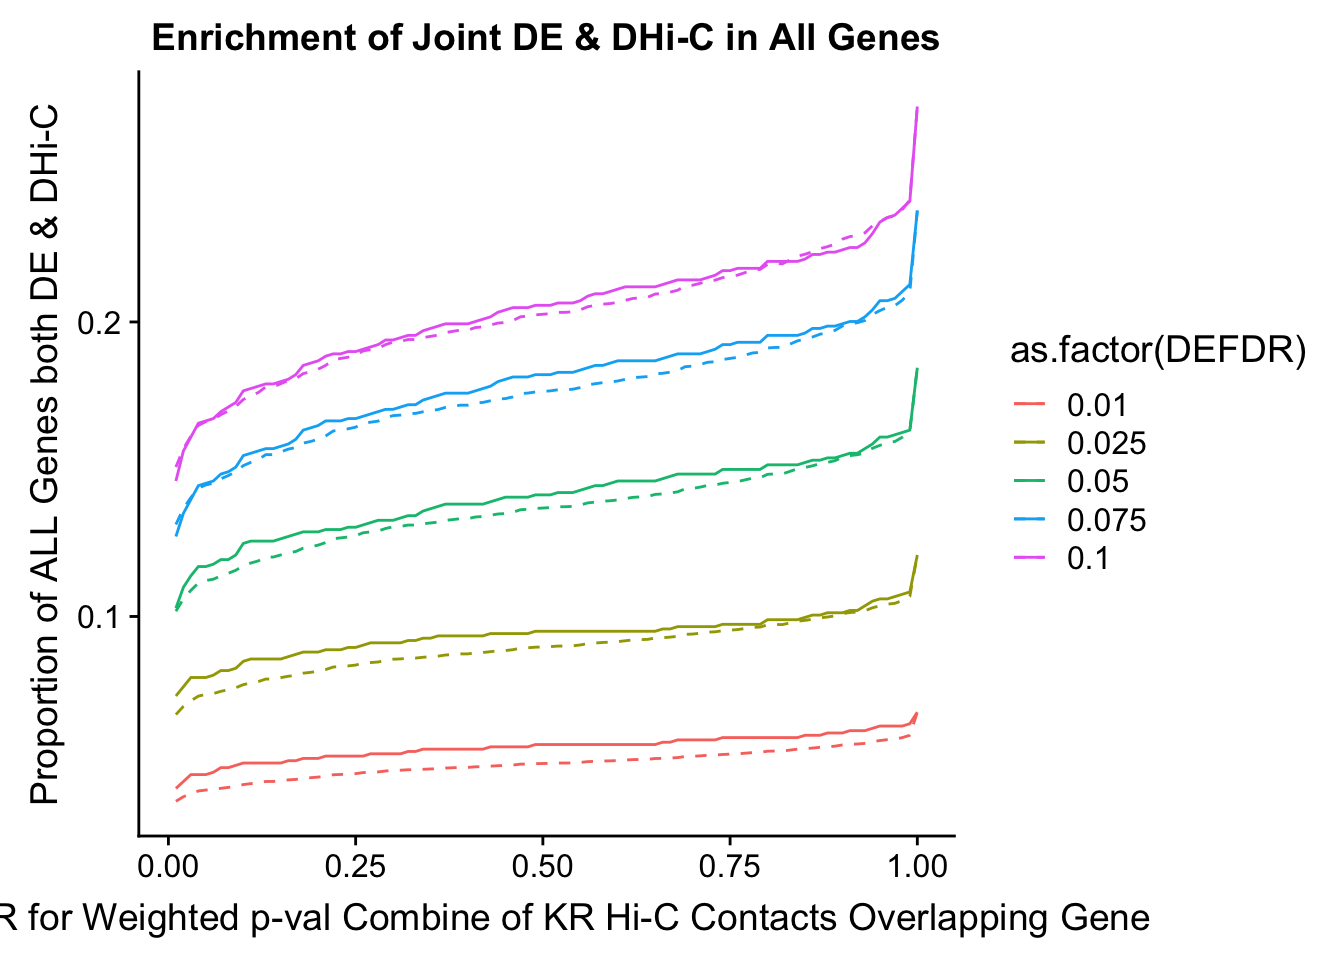 Enrichment of Joint DE & DHi-C in All Genes
Proportion of ALL Genes both DE & DHi-C
0.2
0.1
0.00 0.25 0.50 0.75 1.00
R for Weighted p-val Combine of KR Hi-C Contacts Overlapping Gene
as.factor(DEFDR)
0.01
0.025
0.05
0.075
0.1